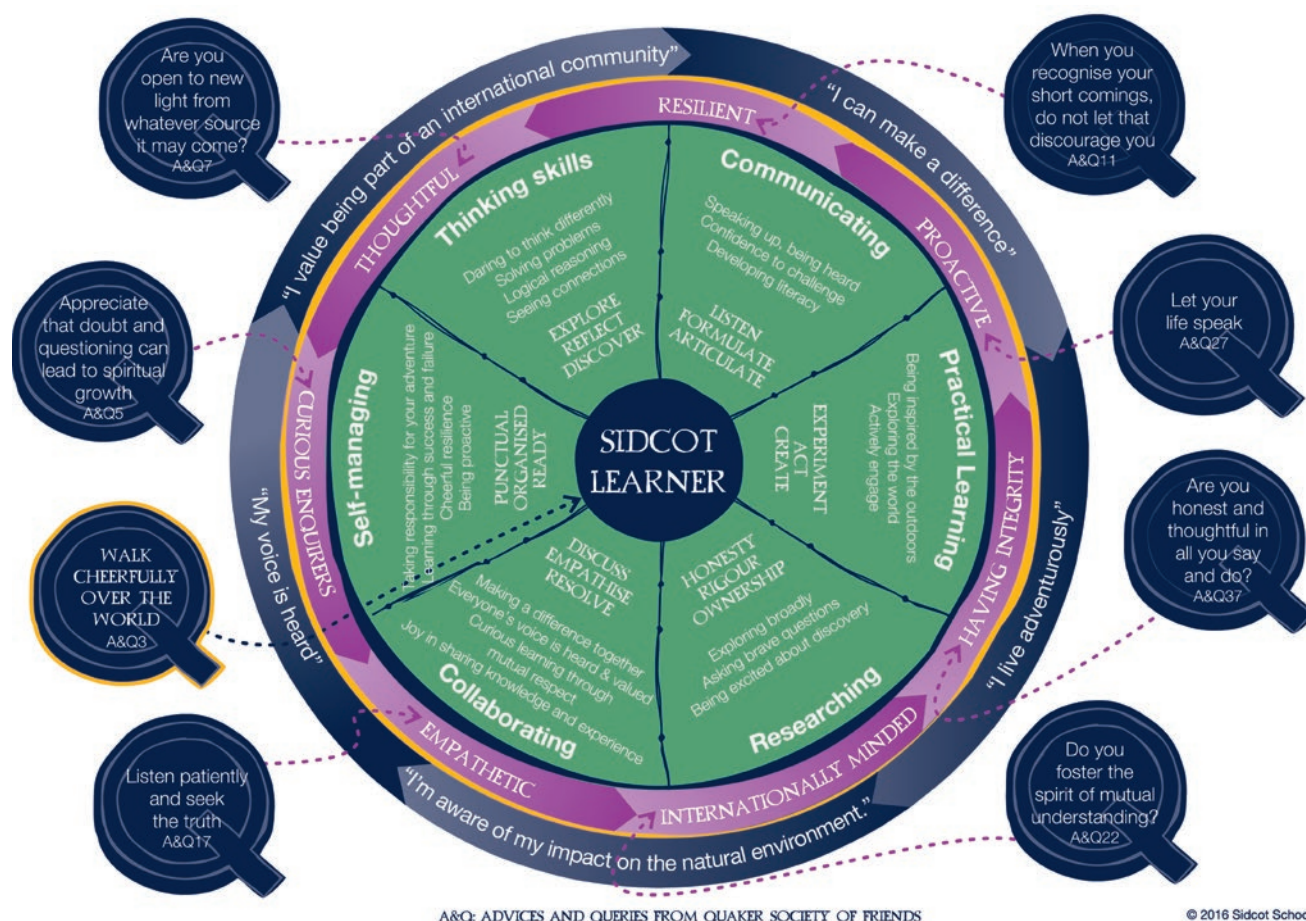 Are you
open to new
light from
whatever source
it may come?
A&Q7
When you
recognise your
short comings,
do not let that
discourage you
A&Q11
Appreciate
that doubt and
questioning can
lead to spiritual
growth
A&Q5
Let your
life speak
A&Q27
WALK
CHEERFULLY
OVER THE
WORLD
A&Q3
Are you
honest and
thoughtful in
all you say
and do?
A&Q37
Listen patiently
and seek
the truth
A&Q17
Do you
foster the
spirit of mutual
understanding?
A&Q22
"I value being part of an international community"
"I can make a difference"
"I live adventurously"
"I'm aware of my impact on the natural environment."
"My voice is heard"
RESILIENT
PROACTIVE
HAVING INTEGRITY
INTERNATIONALLY MINDED
EMPATHETIC
CURIOUS ENQUIRERS
THOUGHTFUL
Thinking skills
Daring to think differently
Solving problems
Logical reasoning
Seeing connections
EXPLORE
REFLECT
DISCOVER
Communicating
Speaking up, being heard
Confidence to challenge
Developing literacy
LISTEN
FORMULATE
ARTICULATE
Practical Learning
Being inspired by the outdoors
Exploring the world
Actively engage
EXPERIMENT
ACT
CREATE
HONESTY
RIGOUR
OWNERSHIP
Exploring broadly
Asking brave questions
Being excited about discovery
Researching
DISCUSS
EMPATHISE
RESOLVE
Making a difference together
Everyone's voice is heard & valued
Curious learning through
mutual respect
Joy in sharing knowledge and experience
Collaborating
Self-managing
Taking responsibility for your adventure
Learning through success and failure
Cheerful resilience
Being proactive
PUNCTUAL
ORGANISED
READY
SIDCOT
LEARNER
A&Q: ADVICES AND QUERIES FROM QUAKER SOCIETY OF FRIENDS
© 2016 Sidcot